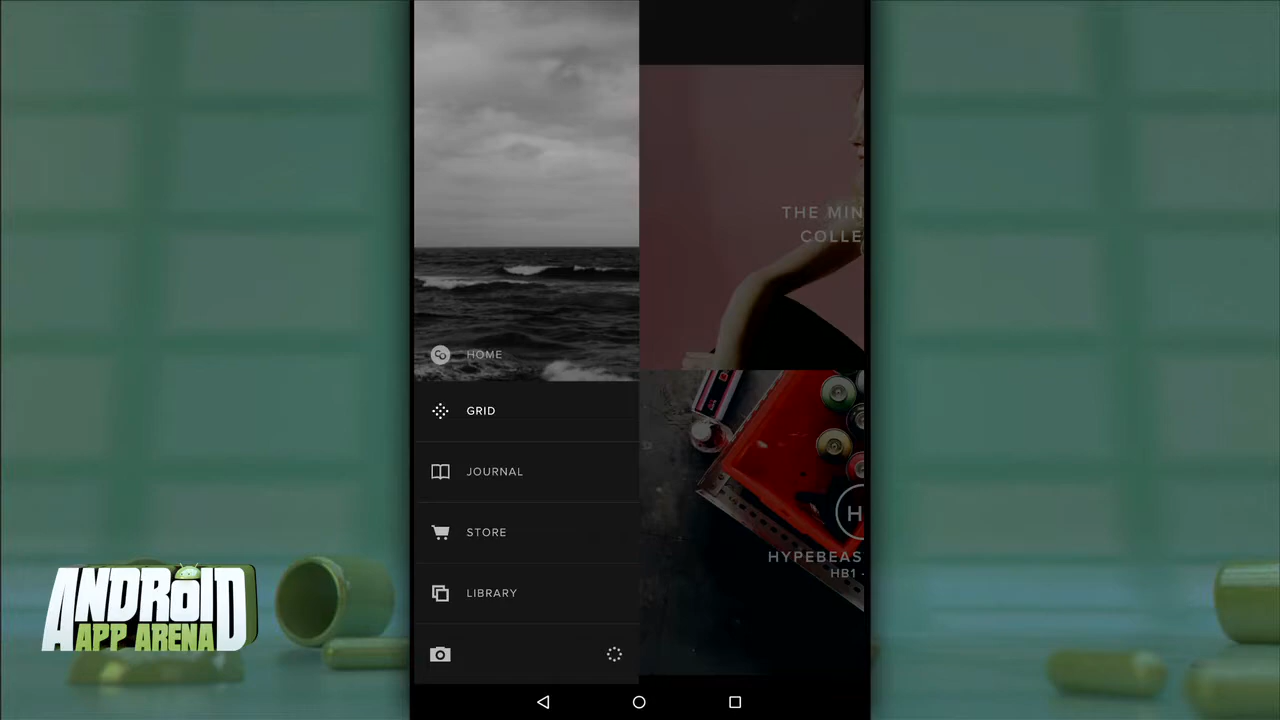 THE MIN
COLLE
HOME
GRID
JOURNAL
STORE
HYPEBEAS
HB1 -
LIBRARY
ANDROID
APP ARENA
H